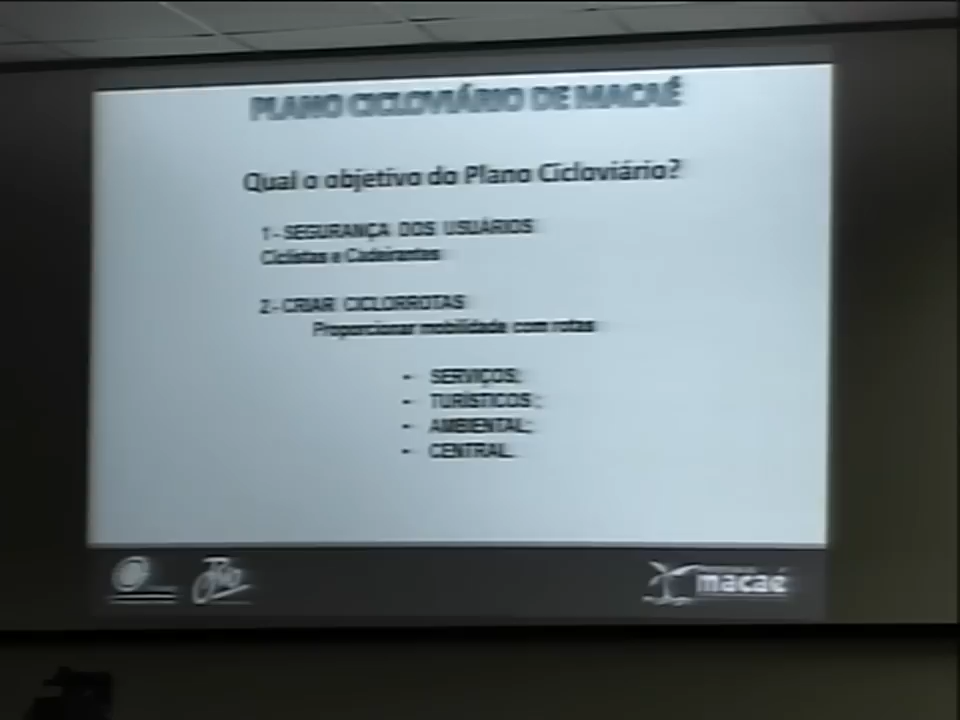 PLANO CICLOVIÁRIO DE MACAÉ
Qual o objetivo do Plano Cicloviário?
1 - SEGURANÇA DOS USUÁRIOS
Ciclistas e Cadeirantes
2 - CRIAR CICLORROTAS
Proporcionar mobilidade com rotas
- SERVIÇOS;
- TURÍSTICOS;
- AMBIENTAL;
- CENTRAL.
macaé